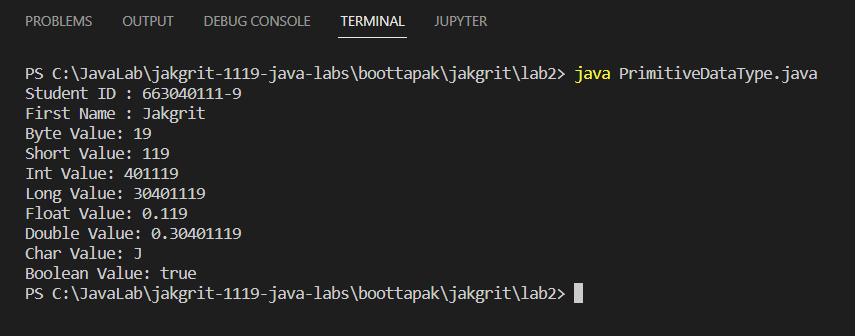 PROBLEMS OUTPUT DEBUG CONSOLE TERMINAL JUPYTER
PS C:\JavaLab\jakgrit-1119-java-labs\boottapak\jakgrit\lab2> java PrimitiveDataType.java
Student ID : 663040111-9
First Name : Jakgrit
Byte Value: 19
Short Value: 119
Int Value: 401119
Long Value: 30401119
Float Value: 0.119
Double Value: 0.30401119
Char Value: J
Boolean Value: true
PS C:\JavaLab\jakgrit-1119-java-labs\boottapak\jakgrit\lab2>